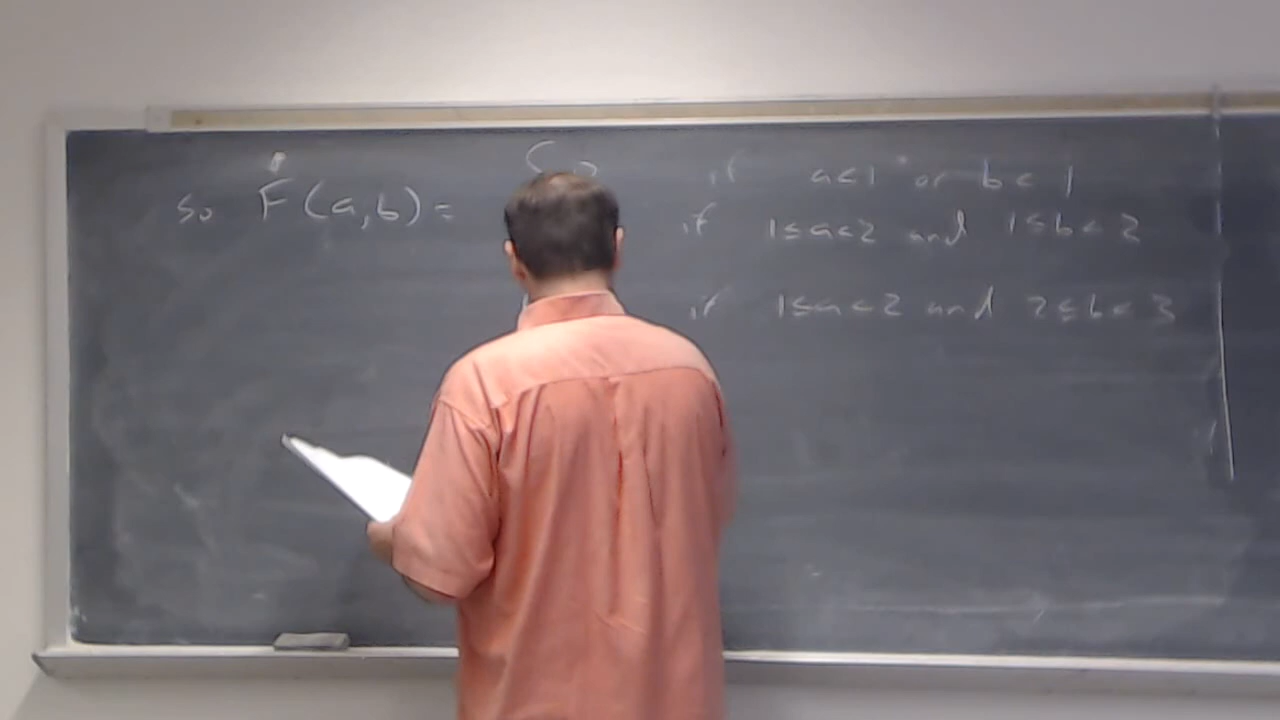 if a<1 or b<1
so F(a,b)=
if 1≤a<2 and 1≤b<2
if 1≤a<2 and 2≤b<3